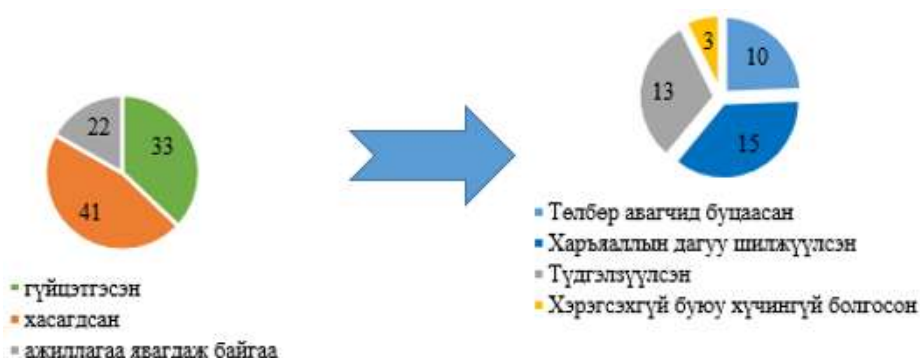 22
33
41
гүйцэтгэсэн
хасагдсан
ажиллагаа явагдаж байгаа
3
10
13
15
Төлбөр авагчид буцаасан
Харъяаллын дагуу шилжүүлсэн
Түдгэлзүүлсэн
Хэрэгсэхгүй буюу хүчингүй болгосон